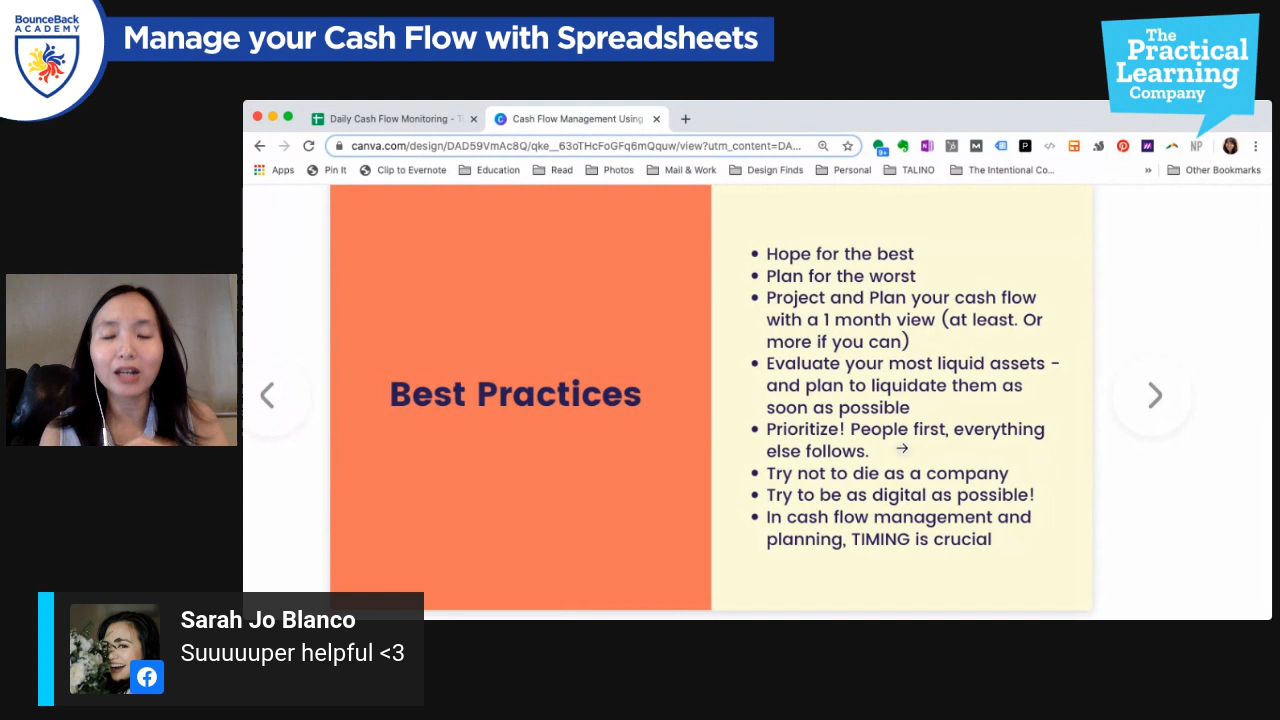 BounceBack
ACADEMY
Manage your Cash Flow with Spreadsheets
The
Practical
Learning
Company
Daily Cash Flow Monitoring - T
Cash Flow Management Using
canva.com/design/DAD59VmAc8Q/qke__63oTHcFoGFq6mQquw/view?utm_content=DA...
NP
Apps
Pin It
Clip to Evernote
Education
Read
Photos
Mail & Work
Design Finds
Personal
TALINO
The Intentional Co...
»
Other Bookmarks
Best Practices
• Hope for the best
• Plan for the worst
• Project and Plan your cash flow
with a 1 month view (at least. Or
more if you can)
• Evaluate your most liquid assets -
and plan to liquidate them as
soon as possible
• Prioritize! People first, everything
else follows.
• Try not to die as a company
• Try to be as digital as possible!
• In cash flow management and
planning, TIMING is crucial
Sarah Jo Blanco
Suuuuuper helpful <3